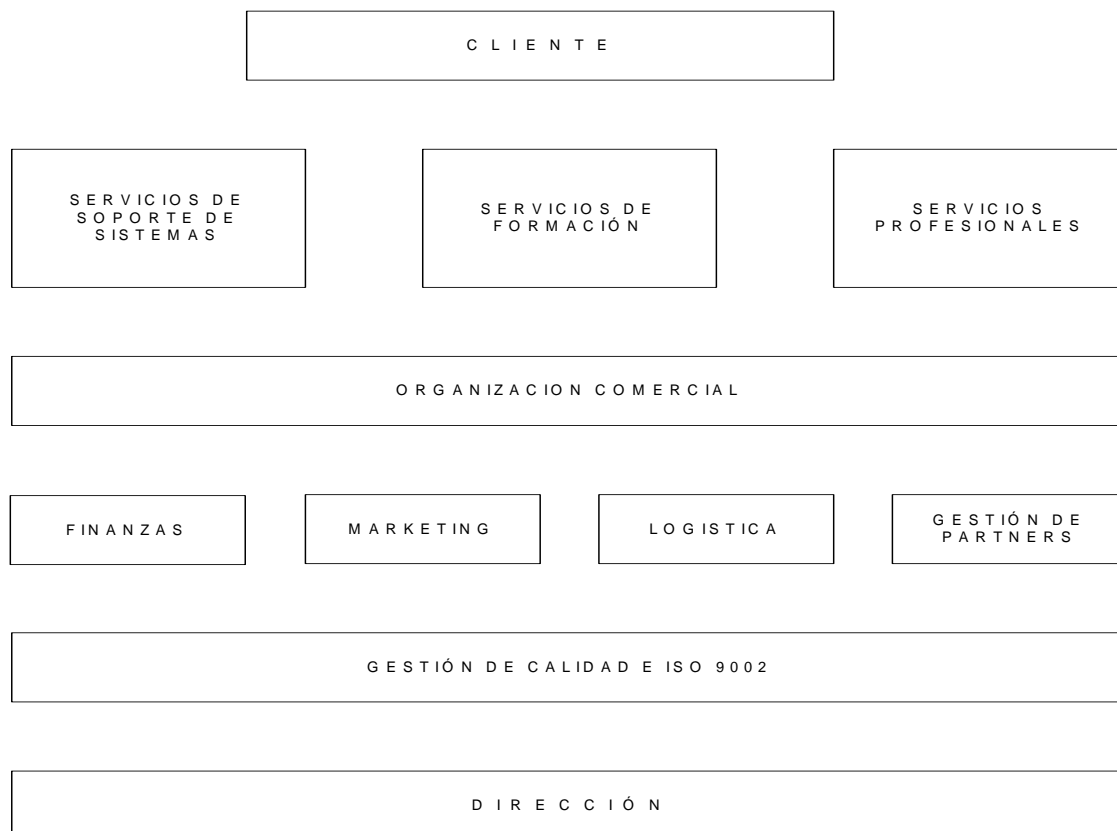 CLIENTE
SERVICIOS DE
SOPORTE DE
SISTEMAS
SERVICIOS DE
FORMACIÓN
SERVICIOS
PROFESIONALES
ORGANIZACION COMERCIAL
FINANZAS
MARKETING
LOGISTICA
GESTIÓN DE
PARTNERS
GESTIÓN DE CALIDAD E ISO 9002
DIRECCIÓN